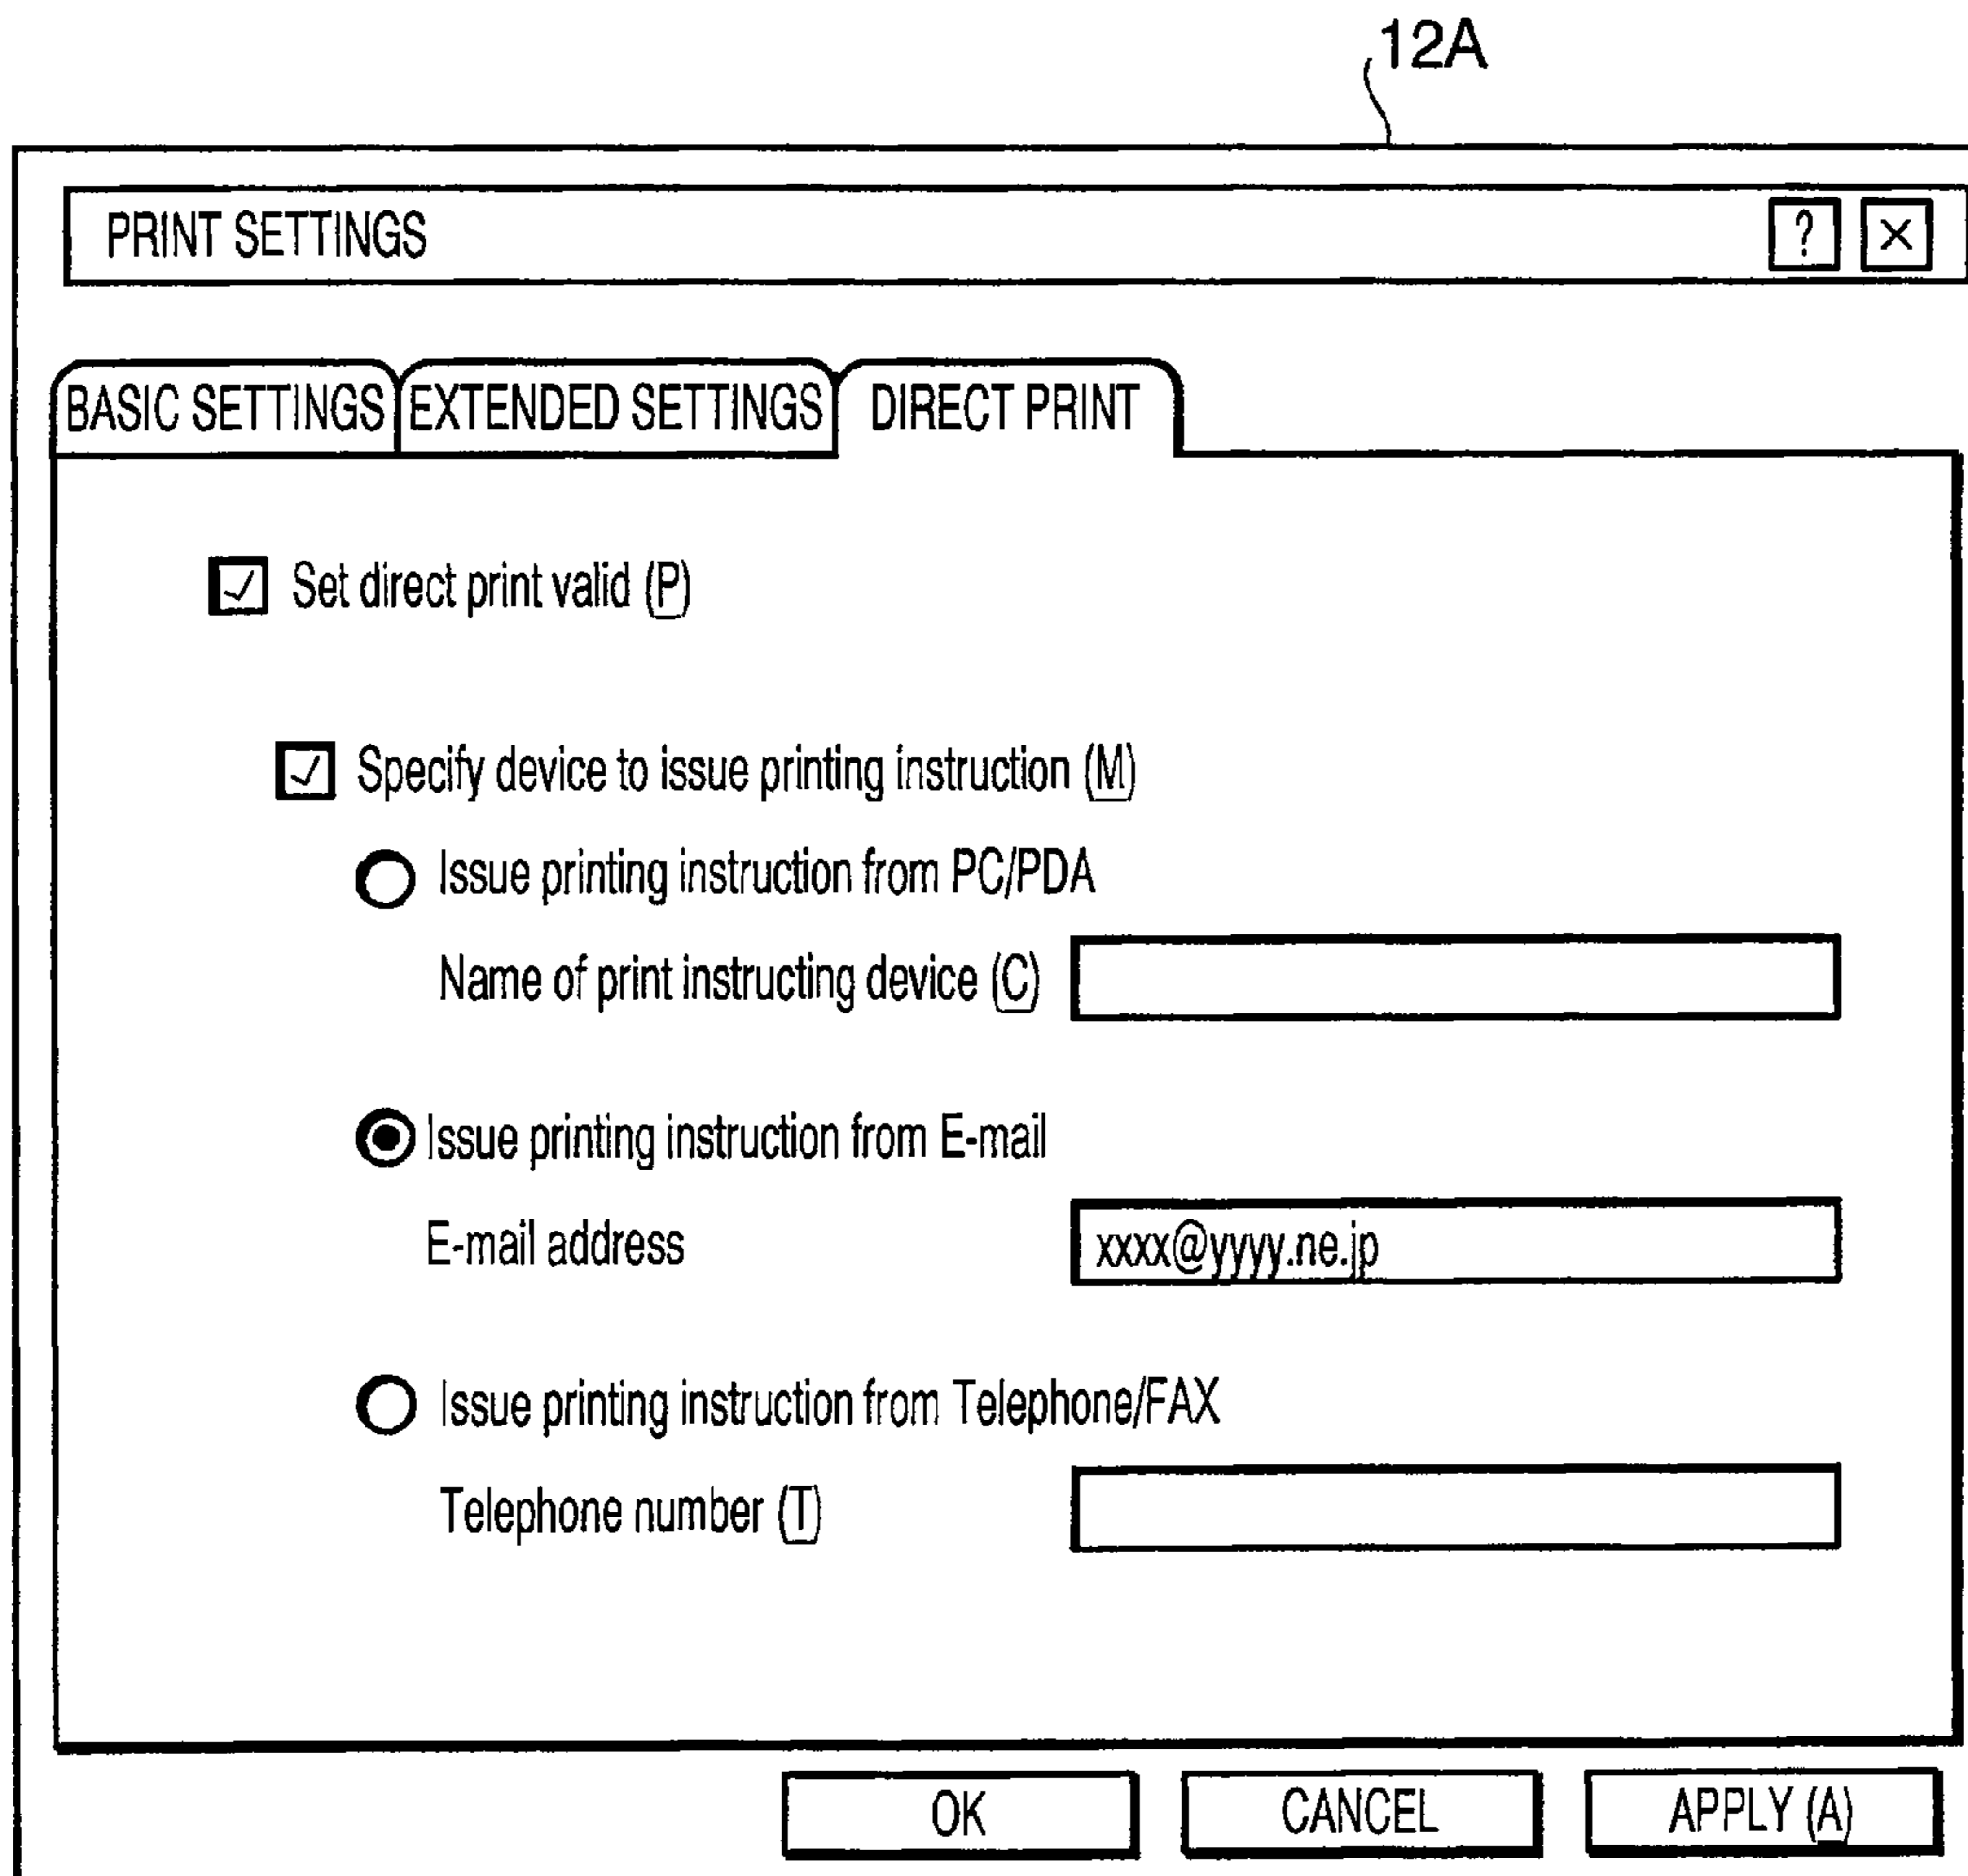 12A
PRINT SETTINGS ? ×
BASIC SETTINGS EXTENDED SETTINGS DIRECT PRINT
Set direct print valid (P)
Specify device to issue printing instruction (M)
Issue printing instruction from PC/PDA
Name of print instructing device (C)
Issue printing instruction from E-mail
E-mail address xxxx@yyyy.ne.jp
Issue printing instruction from Telephone/FAX
Telephone number (T)
OK CANCEL APPLY (A)